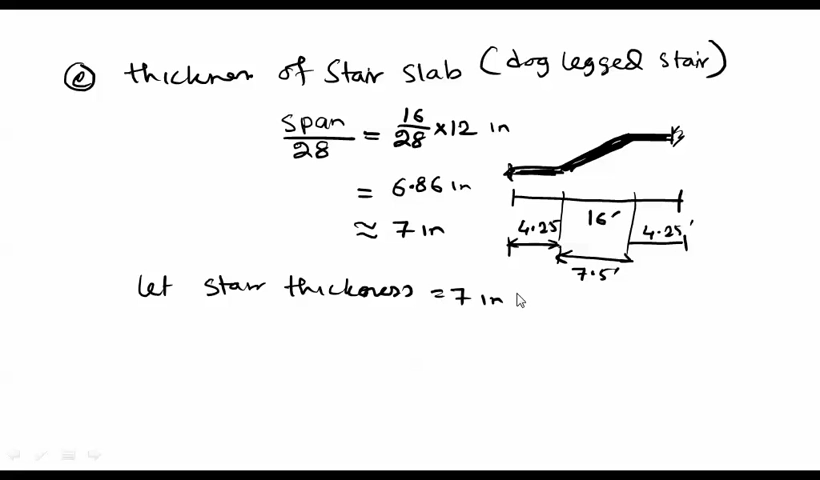 ⓔ thickness of Stair Slab (dog legged stair)
span/28 = 16/28 × 12 in
= 6.86 in
≈ 7 in
16'
4.25
4.25'
7.5'
let stair thickness = 7 in